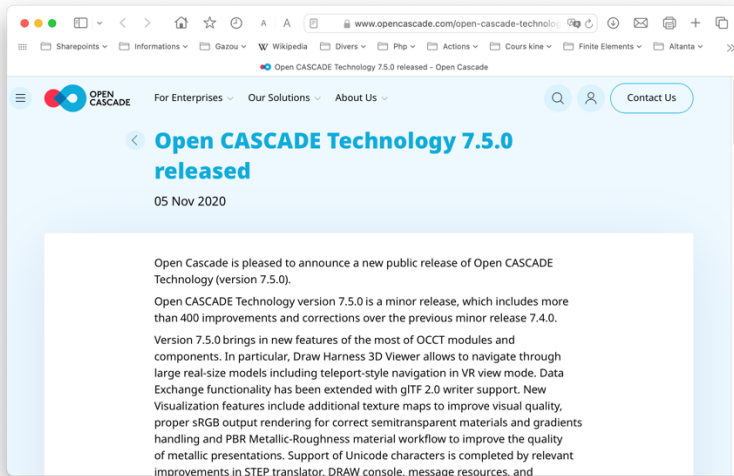 www.opencascade.com/open-cascade-technolog
Sharepoints Informations Gazou W Wikipedia Divers Php Actions Cours kine Finite Elements Altanta
Open CASCADE Technology 7.5.0 released - Open Cascade
OPEN CASCADE For Enterprises Our Solutions About Us Contact Us
Open CASCADE Technology 7.5.0
released
05 Nov 2020
Open Cascade is pleased to announce a new public release of Open CASCADE
Technology (version 7.5.0).
Open CASCADE Technology version 7.5.0 is a minor release, which includes more
than 400 improvements and corrections over the previous minor release 7.4.0.
Version 7.5.0 brings in new features of the most of OCCT modules and
components. In particular, Draw Harness 3D Viewer allows to navigate through
large real-size models including teleport-style navigation in VR view mode. Data
Exchange functionality has been extended with glTF 2.0 writer support. New
Visualization features include additional texture maps to improve visual quality,
proper sRGB output rendering for correct semitransparent materials and gradients
handling and PBR Metallic-Roughness material workflow to improve the quality
of metallic presentations. Support of Unicode characters is completed by relevant
improvements in STEP translator, DRAW console, message resources, and